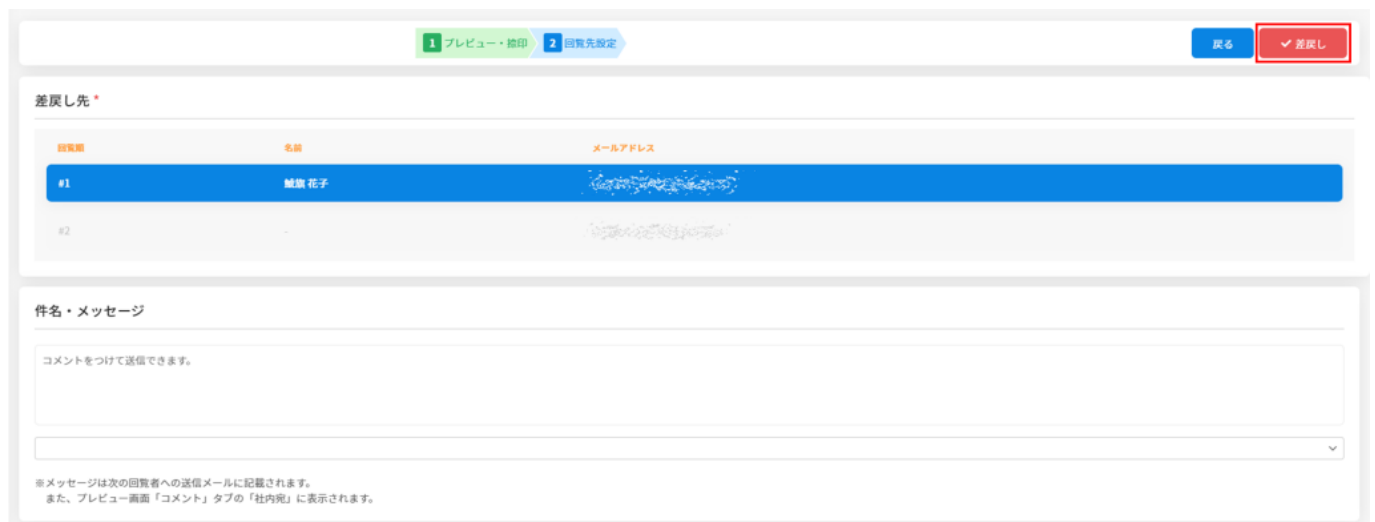 1 プレビュー・捺印 2 回覧先設定 戻る 差戻し
差戻し先 *
回覧順 名前 メールアドレス
#1 鯱旗 花子
#2 -
件名・メッセージ
コメントをつけて送信できます。
※メッセージは次の回覧者への送信メールに記載されます。
また、プレビュー画面「コメント」タブの「社内宛」に表示されます。